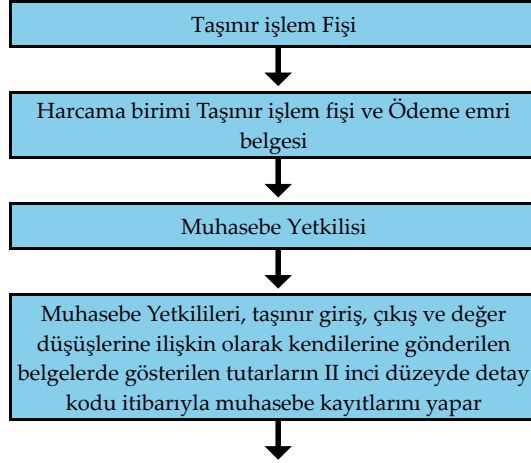 Taşınır işlem Fişi
Harcama birimi Taşınır işlem fişi ve Ödeme emri
belgesi
Muhasebe Yetkilisi
Muhasebe Yetkilileri, taşınır giriş, çıkış ve değer
düşüşlerine ilişkin olarak kendilerine gönderilen
belgelerde gösterilen tutarların II inci düzeyde detay
kodu itibarıyla muhasebe kayıtlarını yapar